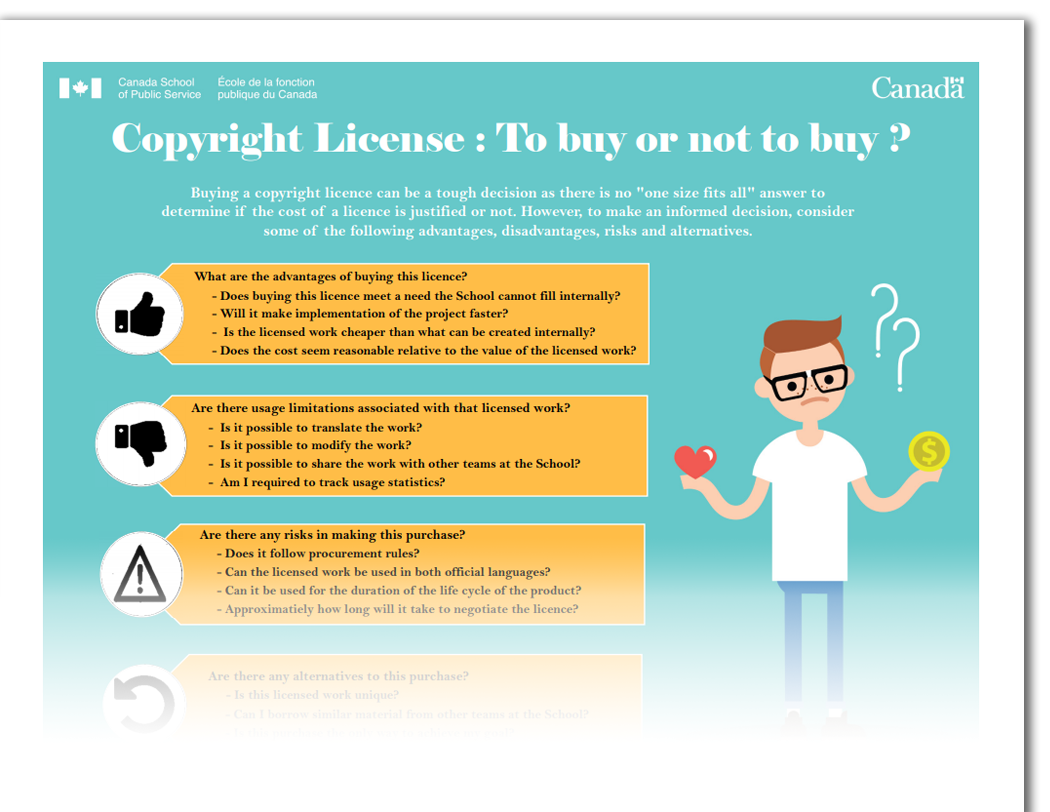 Canada School
of Public Service
École de la fonction
publique du Canada
Canada
Copyright License : To buy or not to buy ?
Buying a copyright licence can be a tough decision as there is no "one size fits all" answer to
determine if the cost of a licence is justified or not. However, to make an informed decision, consider
some of the following advantages, disadvantages, risks and alternatives.
What are the advantages of buying this licence?
- Does buying this licence meet a need the School cannot fill internally?
- Will it make implementation of the project faster?
- Is the licensed work cheaper than what can be created internally?
- Does the cost seem reasonable relative to the value of the licensed work?
Are there usage limitations associated with that licensed work?
- Is it possible to translate the work?
- Is it possible to modify the work?
- Is it possible to share the work with other teams at the School?
- Am I required to track usage statistics?
Are there any risks in making this purchase?
- Does it follow procurement rules?
- Can the licensed work be used in both official languages?
- Can it be used for the duration of the life cycle of the product?
- Approximatiely how long will it take to negotiate the licence?
Are there any alternatives to this purchase?
- Is this licensed work unique?
- Can I borrow similar material from other teams at the School?
??
$